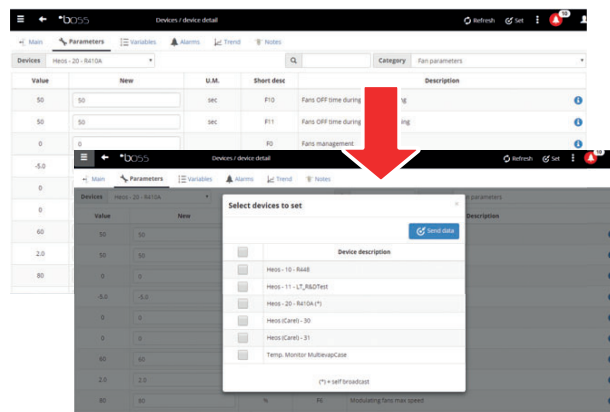 boss Devices / device detail Refresh Set 10
Main Parameters Variables Alarms Trend Notes
Devices Heos - 20 - R410A Category Fan parameters
Value New U.M. Short desc Description
50 50 sec F10 Fans OFF time during
50 50 sec F11 Fans OFF time during
0 0 F0 Fans management
-5.0
0
0
60
2.0
80
boss Devices / device detail Refresh Set 10
Main Parameters Variables Alarms Trend Notes
Devices Heos - 20 - R410A parameters
Value New Description
50 50
50 50
0 0
-5.0 -5.0
0 0
0 0
60 60
2.0 2.0
80 80 % F6 Modulating fans max speed
Select devices to set ×
Send data
Device description
Heos - 10 - R448
Heos - 11 - LT_R&DTest
Heos - 20 - R410A (*)
Heos (Carel) - 30
Heos (Carel) - 31
Temp. Monitor MultievapCase
(*) = self broadcast